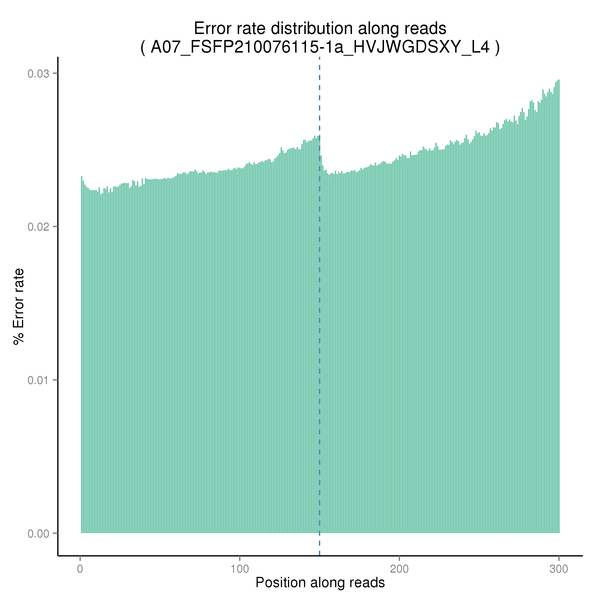 Error rate distribution along reads
( A07_FSFP210076115-1a_HVJWGDSXY_L4 )
% Error rate
0.03
0.02
0.01
0.00
0 100 200 300
Position along reads